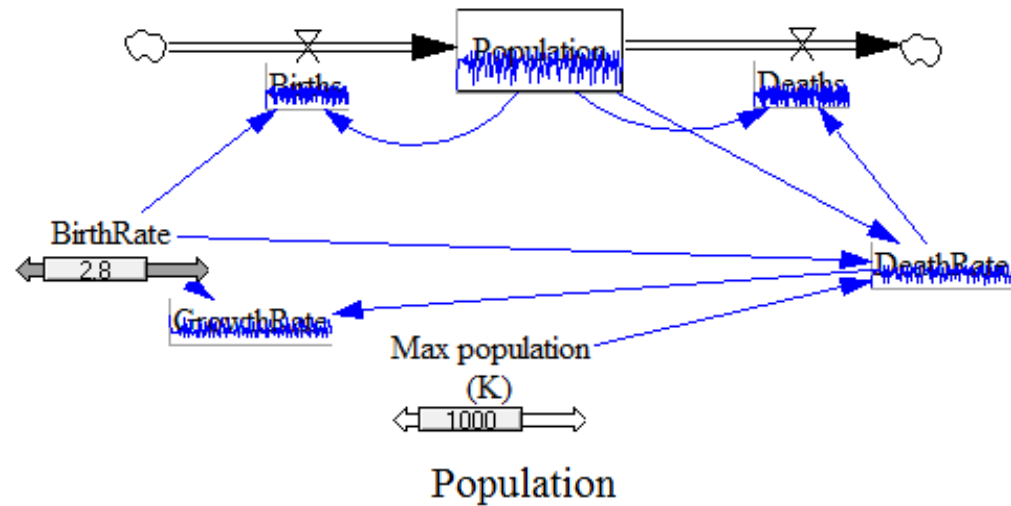 Population
Births
Deaths
BirthRate
2.8
DeathRate
GrowthRate
Max population
(K)
1000
Population